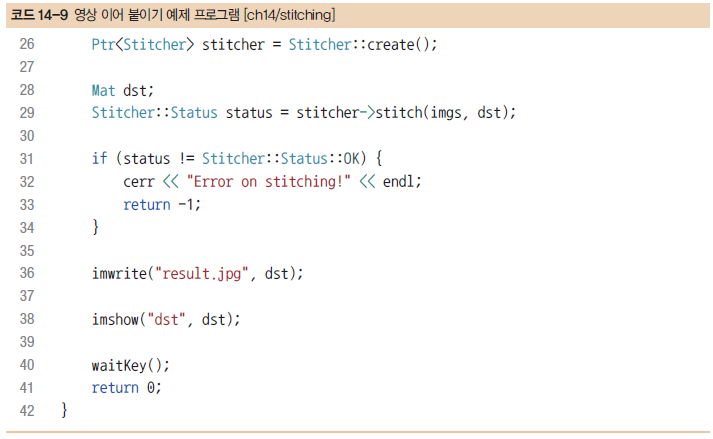 코드 14-9 영상 이어 붙이기 예제 프로그램 [ch14/stitching]
26 Ptr<Stitcher> stitcher = Stitcher::create();
27
28 Mat dst;
29 Stitcher::Status status = stitcher->stitch(imgs, dst);
30
31 if (status != Stitcher::Status::OK) {
32 cerr << "Error on stitching!" << endl;
33 return -1;
34 }
35
36 imwrite("result.jpg", dst);
37
38 imshow("dst", dst);
39
40 waitKey();
41 return 0;
42 }